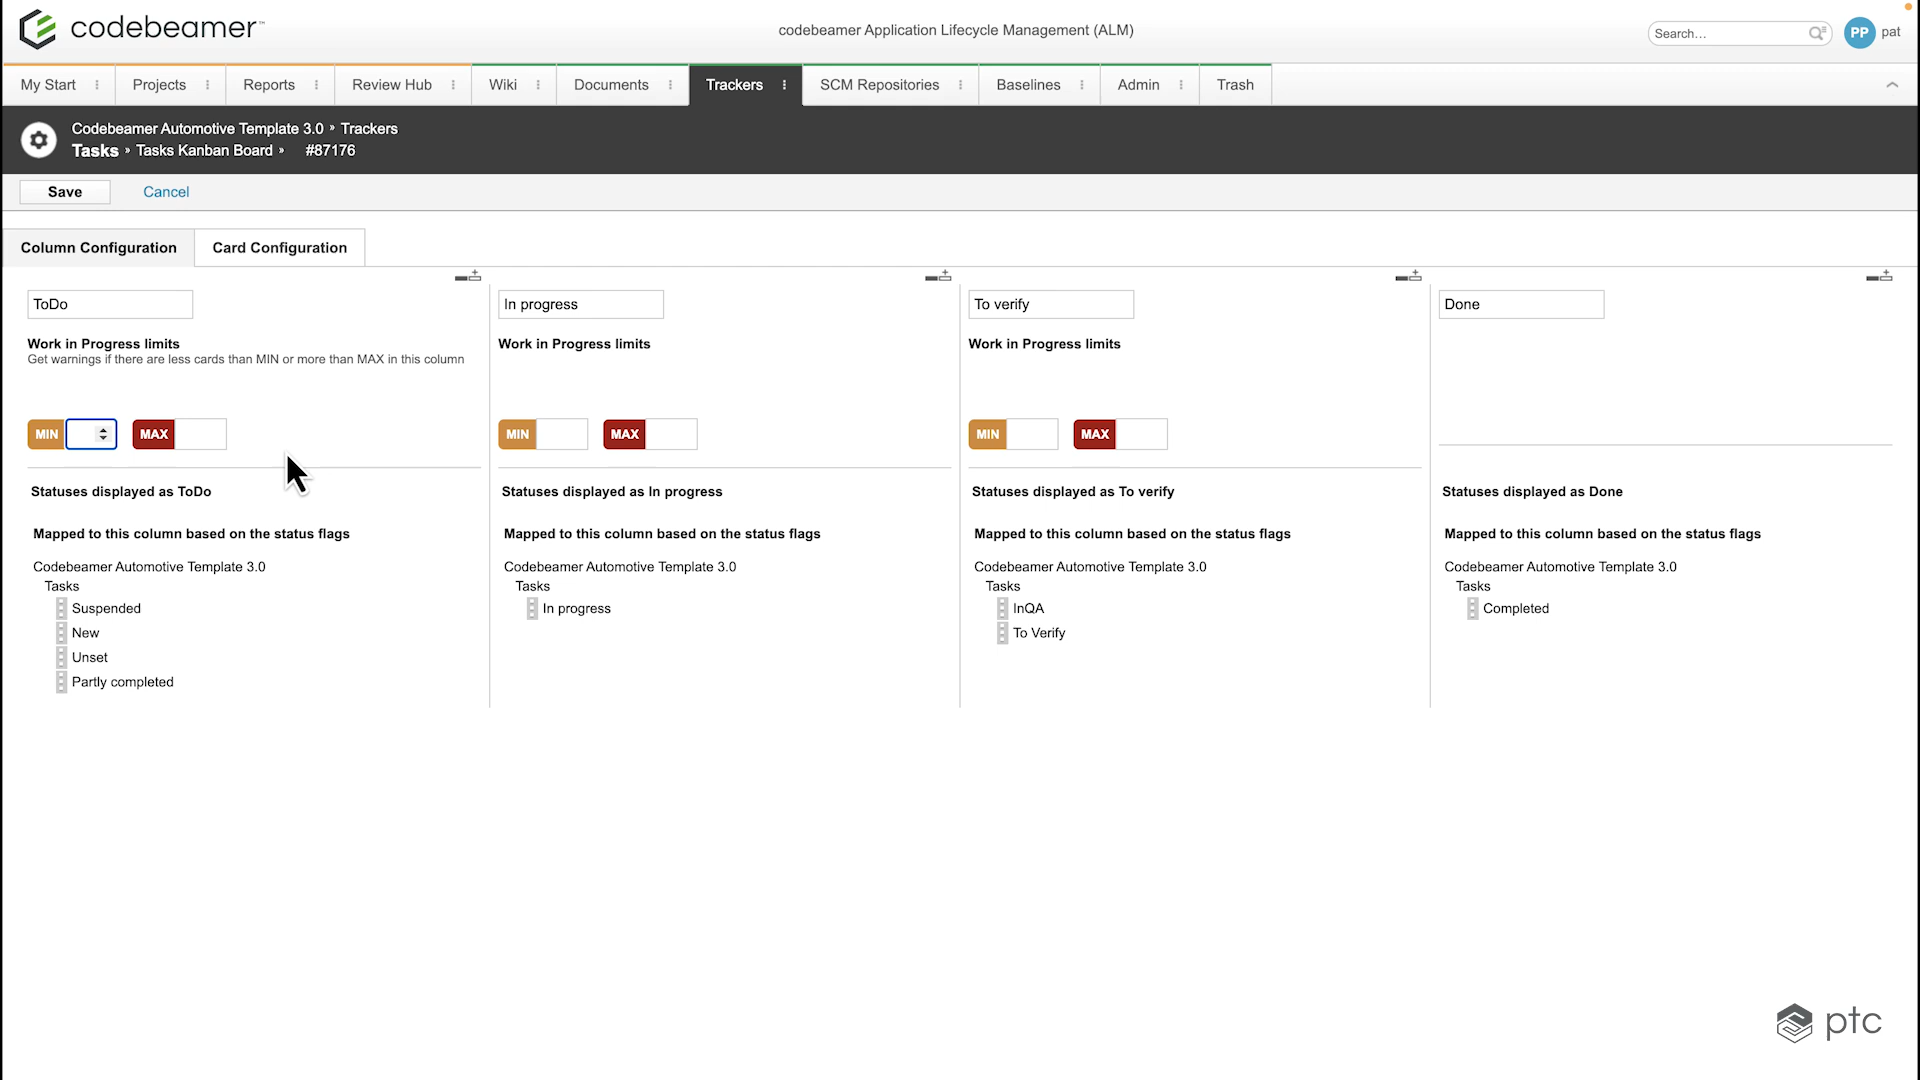 codebeamer™
codebeamer Application Lifecycle Management (ALM)
Search...
PP pat
My Start Projects Reports Review Hub Wiki Documents Trackers SCM Repositories Baselines Admin Trash
Codebeamer Automotive Template 3.0 » Trackers
Tasks » Tasks Kanban Board » #87176
Save Cancel
Column Configuration Card Configuration
ToDo
Work in Progress limits
Get warnings if there are less cards than MIN or more than MAX in this column
MIN MAX
Statuses displayed as ToDo
Mapped to this column based on the status flags
Codebeamer Automotive Template 3.0
Tasks
Suspended
New
Unset
Partly completed
In progress
Work in Progress limits
MIN MAX
Statuses displayed as In progress
Mapped to this column based on the status flags
Codebeamer Automotive Template 3.0
Tasks
In progress
To verify
Work in Progress limits
MIN MAX
Statuses displayed as To verify
Mapped to this column based on the status flags
Codebeamer Automotive Template 3.0
Tasks
InQA
To Verify
Done
Statuses displayed as Done
Mapped to this column based on the status flags
Codebeamer Automotive Template 3.0
Tasks
Completed
ptc